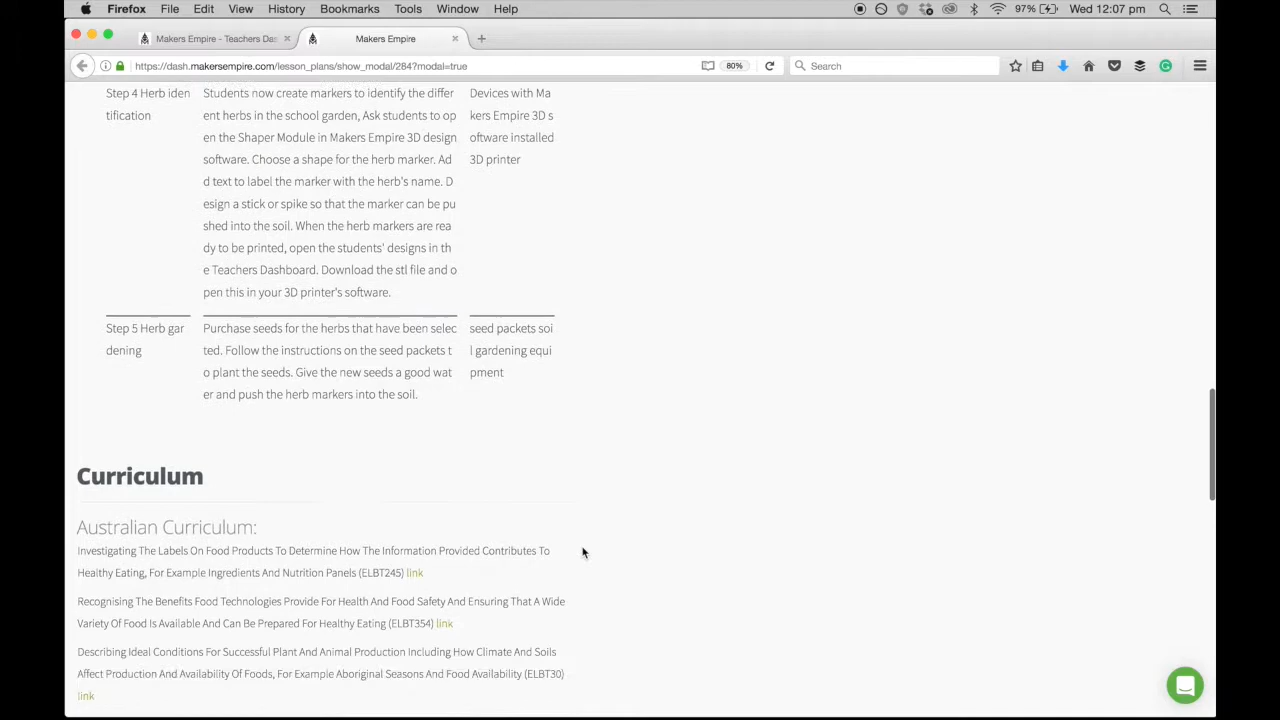 Firefox File Edit View History Bookmarks Tools Window Help 97% Wed 12:07 pm
Makers Empire - Teachers Das
Makers Empire
https://dash.makersempire.com/lesson_plans/show_modal/284?modal=true 80% Search
Step 4 Herb iden
tification
Students now create markers to identify the differ
ent herbs in the school garden, Ask students to op
en the Shaper Module in Makers Empire 3D design
software. Choose a shape for the herb marker. Ad
d text to label the marker with the herb's name. D
esign a stick or spike so that the marker can be pu
shed into the soil. When the herb markers are rea
dy to be printed, open the students' designs in th
e Teachers Dashboard. Download the stl file and o
pen this in your 3D printer's software.
Devices with Ma
kers Empire 3D s
oftware installed
3D printer
Step 5 Herb gar
dening
Purchase seeds for the herbs that have been selec
ted. Follow the instructions on the seed packets t
o plant the seeds. Give the new seeds a good wat
er and push the herb markers into the soil.
seed packets soi
l gardening equi
pment
Curriculum
Australian Curriculum:
Investigating The Labels On Food Products To Determine How The Information Provided Contributes To
Healthy Eating, For Example Ingredients And Nutrition Panels (ELBT245) link
Recognising The Benefits Food Technologies Provide For Health And Food Safety And Ensuring That A Wide
Variety Of Food Is Available And Can Be Prepared For Healthy Eating (ELBT354) link
Describing Ideal Conditions For Successful Plant And Animal Production Including How Climate And Soils
Affect Production And Availability Of Foods, For Example Aboriginal Seasons And Food Availability (ELBT30)
link